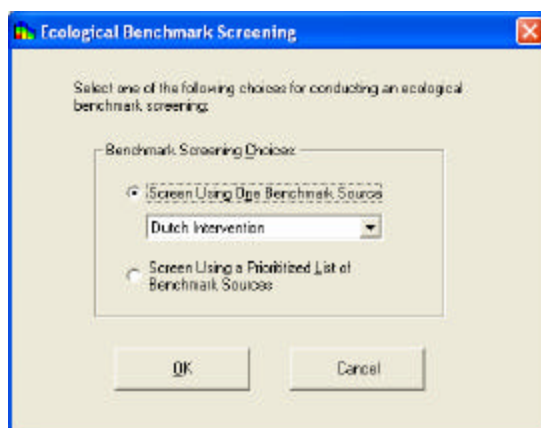 Ecological Benchmark Screening
Select one of the following choices for conducting an ecological
benchmark screening:
Benchmark Screening Choices
Screen Using One Benchmark Source
Dutch Intervention
Screen Using a Prioritized List of
Benchmark Sources
OK
Cancel